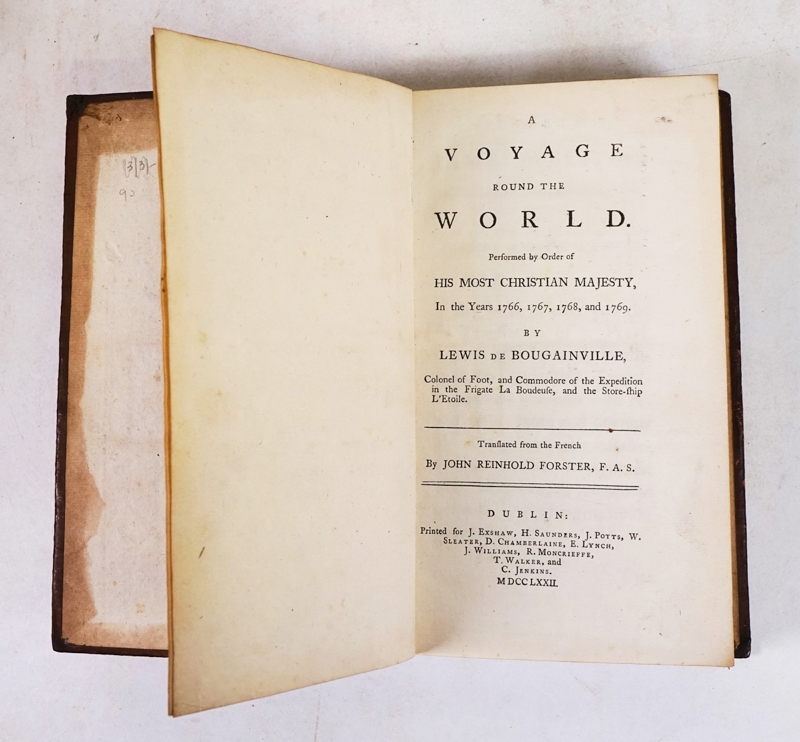 A
VOYAGE
ROUND THE
WORLD.
Performed by Order of
HIS MOST CHRISTIAN MAJESTY,
In the Years 1766, 1767, 1768, and 1769.
BY
LEWIS DE BOUGAINVILLE,
Colonel of Foot, and Commodore of the Expedition
in the Frigate La Boudeuſe, and the Store-ſhip
L'Etoile.
Tranſlated from the French
By JOHN REINHOLD FORSTER, F. A. S.
DUBLIN:
Printed for J. EXSHAW, H. SAUNDERS, J. POTTS, W.
SLEATER, D. CHAMBERLAINE, E. LYNCH,
J. WILLIAMS, R. MONCRIEFFE,
T. WALKER, and
C. JENKINS.
MDCCLXXII.